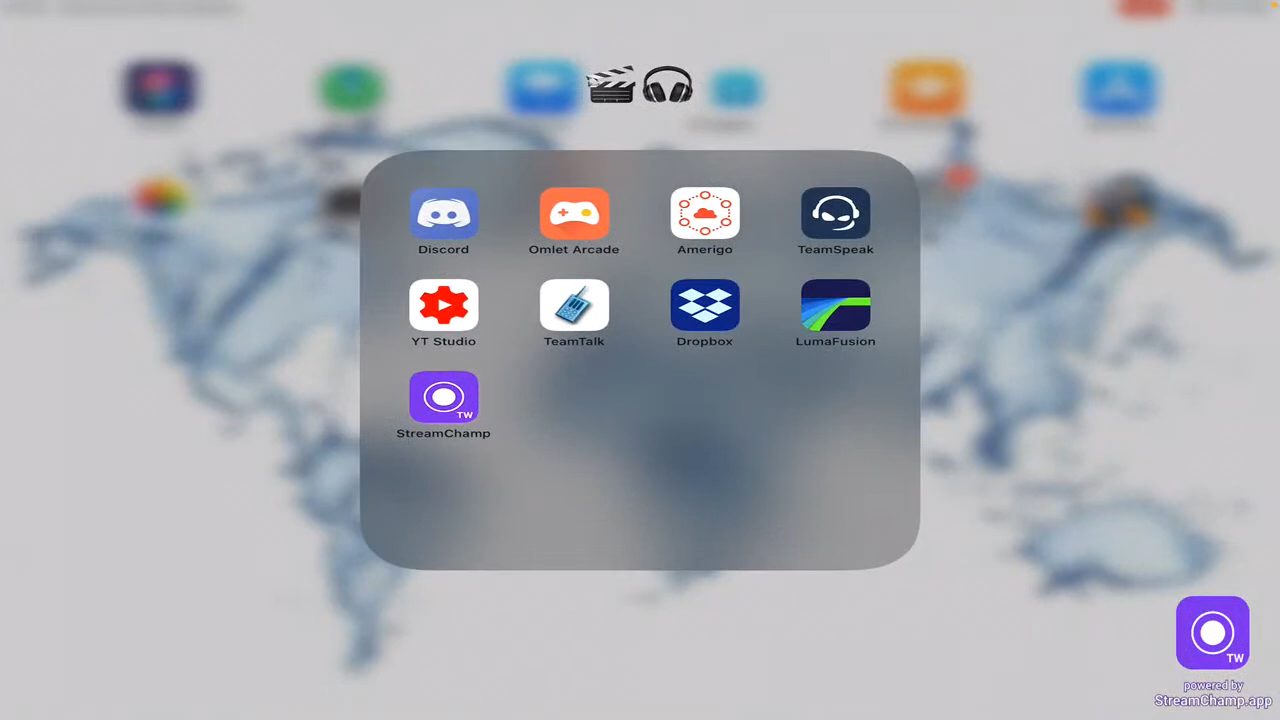 Discord
Omlet Arcade
Amerigo
TeamSpeak
YT Studio
TeamTalk
Dropbox
LumaFusion
TW
StreamChamp
TW
powered by
StreamChamp.app